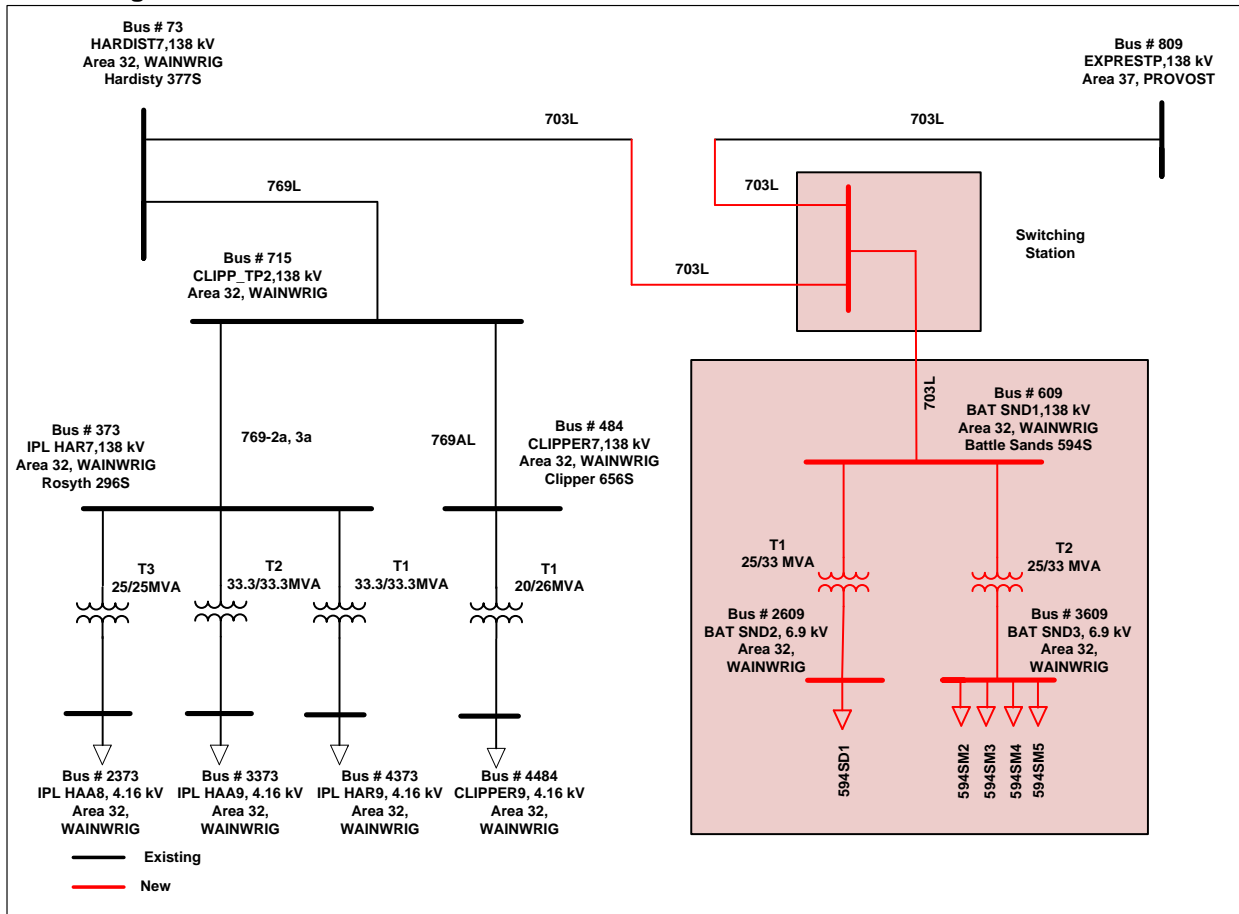 Bus # 73
HARDIST7,138 kV
Area 32, WAINWRIG
Hardisty 377S
Bus # 809
EXPRESTP,138 kV
Area 37, PROVOST
703L
703L
769L
703L
703L
Switching
Station
Bus # 715
CLIPP_TP2,138 kV
Area 32, WAINWRIG
703L
Bus # 609
BAT SND1,138 kV
Area 32, WAINWRIG
Battle Sands 594S
Bus # 373
IPL HAR7,138 kV
Area 32, WAINWRIG
Rosyth 296S
769-2a, 3a
769AL
Bus # 484
CLIPPER7,138 kV
Area 32, WAINWRIG
Clipper 656S
T3
25/25MVA
T2
33.3/33.3MVA
T1
33.3/33.3MVA
T1
20/26MVA
T1
25/33 MVA
T2
25/33 MVA
Bus # 2609
BAT SND2, 6.9 kV
Area 32,
WAINWRIG
Bus # 3609
BAT SND3, 6.9 kV
Area 32,
WAINWRIG
594SD1
594SM2
594SM3
594SM4
594SM5
Bus # 2373
IPL HAA8, 4.16 kV
Area 32,
WAINWRIG
Bus # 3373
IPL HAA9, 4.16 kV
Area 32,
WAINWRIG
Bus # 4373
IPL HAR9, 4.16 kV
Area 32,
WAINWRIG
Bus # 4484
CLIPPER9, 4.16 kV
Area 32,
WAINWRIG
Existing
New